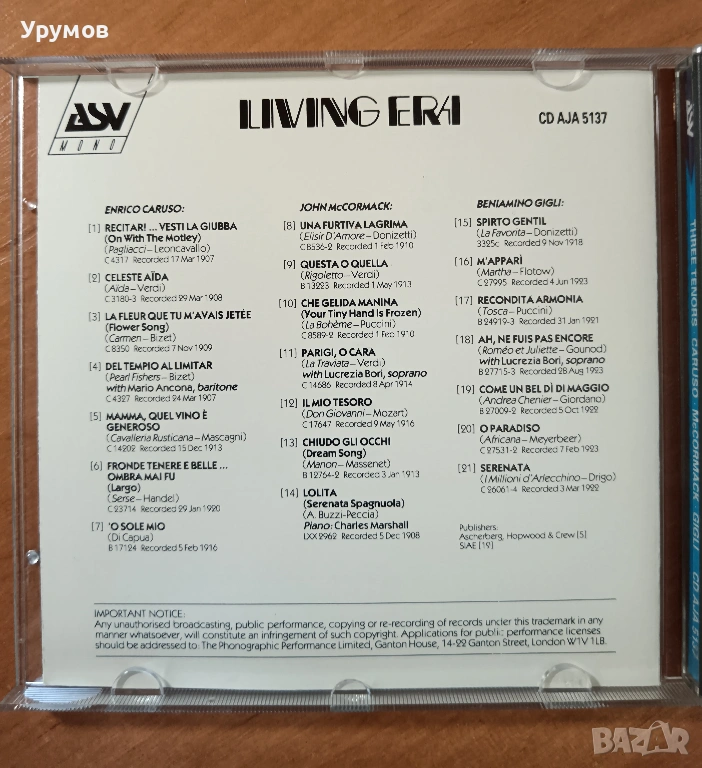 Урумов
ASV
MONO
LIVING ERA
CD AJA 5137
ENRICO CARUSO:
[1] RECITAR! ... VESTI LA GIUBBA
(On With The Motley)
(Pagliacci – Leoncavallo)
C 4317 Recorded 17 Mar 1907
[2] CELESTE AÏDA
(Aïda – Verdi)
C 3180-3 Recorded 29 Mar 1908
[3] LA FLEUR QUE TU M'AVAIS JETÉE
(Flower Song)
(Carmen – Bizet)
C 8350 Recorded 7 Nov 1909
[4] DEL TEMPIO AL LIMITAR
(Pearl Fishers – Bizet)
with Mario Ancona, baritone
C 4327 Recorded 24 Mar 1907
[5] MAMMA, QUEL VINO È
GENEROSO
(Cavalleria Rusticana – Mascagni)
C 14202 Recorded 15 Dec 1913
[6] FRONDE TENERE E BELLE ...
OMBRA MAI FU
(Largo)
(Serse – Handel)
C 23714 Recorded 29 Jan 1920
[7] 'O SOLE MIO
(Di Capua)
B 17124 Recorded 5 Feb 1916
JOHN McCORMACK:
[8] UNA FURTIVA LAGRIMA
(Elisir D'Amore – Donizetti)
C 8536-2 Recorded 1 Feb 1910
[9] QUESTA O QUELLA
(Rigoletto – Verdi)
B 13223 Recorded 1 May 1913
[10] CHE GELIDA MANINA
(Your Tiny Hand Is Frozen)
(La Bohème – Puccini)
C 8589-2 Recorded 1 Feb 1910
[11] PARIGI, O CARA
(La Traviata – Verdi)
with Lucrezia Bori, soprano
C 14686 Recorded 8 Apr 1914
[12] IL MIO TESORO
(Don Giovanni – Mozart)
C 17647 Recorded 9 May 1916
[13] CHIUDO GLI OCCHI
(Dream Song)
(Manon – Massenet)
B 12764-2 Recorded 3 Jan 1913
[14] LOLITA
(Serenata Spagnuola)
(A. Buzzi-Peccia)
Piano: Charles Marshall
LXX 2962 Recorded 5 Dec 1908
BENIAMINO GIGLI:
[15] SPIRTO GENTIL
(La Favorita – Donizetti)
3325c Recorded 9 Nov 1918
[16] M'APPARÌ
(Martha – Flotow)
C 27995 Recorded 4 Jun 1923
[17] RECONDITA ARMONIA
(Tosca – Puccini)
B 24919-3 Recorded 31 Jan 1921
[18] AH, NE FUIS PAS ENCORE
(Roméo et Juliette – Gounod)
with Lucrezia Bori, soprano
B 27715-3 Recorded 28 Aug 1923
[19] COME UN BEL DÌ DI MAGGIO
(Andrea Chenier – Giordano)
B 27009-2 Recorded 5 Oct 1922
[20] O PARADISO
(Africana – Meyerbeer)
C 27531-2 Recorded 7 Feb 1923
[21] SERENATA
(I Millioni d'Arlecchino – Drigo)
C 26061-4 Recorded 3 Mar 1922
Publishers:
Ascherberg, Hopwood & Crew [5]
SIAE [19]
IMPORTANT NOTICE:
Any unauthorised broadcasting, public performance, copying or re-recording of records under this trademark in any
manner whatsoever, will constitute an infringement of such copyright. Applications for public performance licenses
should be addressed to: The Phonographic Performance Limited, Ganton House, 14-22 Ganton Street, London W1V 1LB.
ASV
THREE TENORS CARUSO · McCORMACK · GIGLI CD AJA 5137
BAZAR